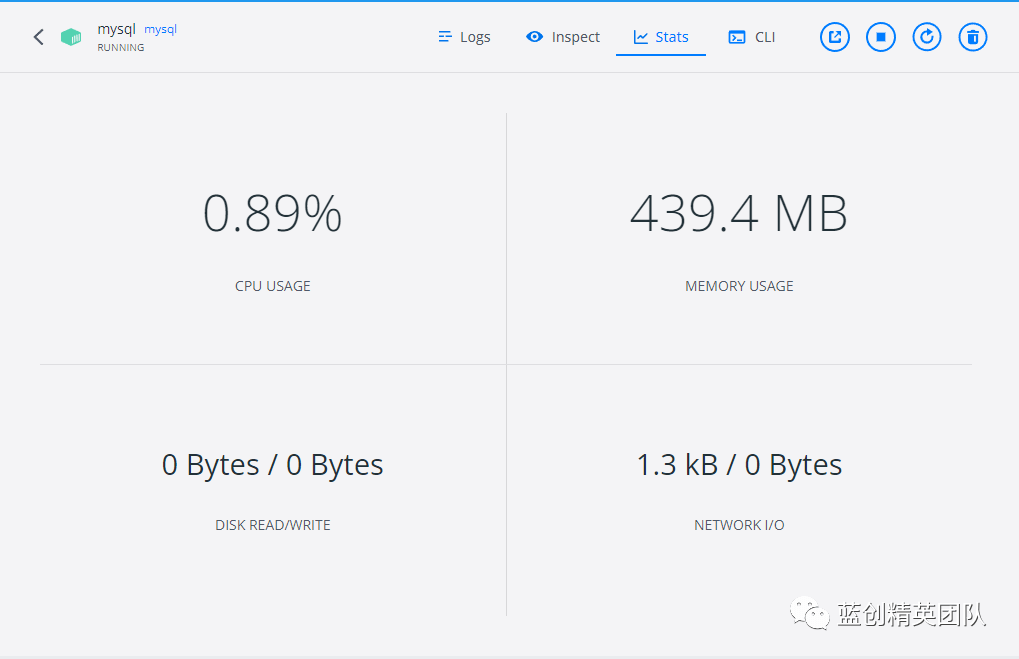 mysql mysql
RUNNING
Logs Inspect Stats CLI
0.89%
CPU USAGE
439.4 MB
MEMORY USAGE
0 Bytes / 0 Bytes
DISK READ/WRITE
1.3 kB / 0 Bytes
NETWORK I/O
蓝创精英团队